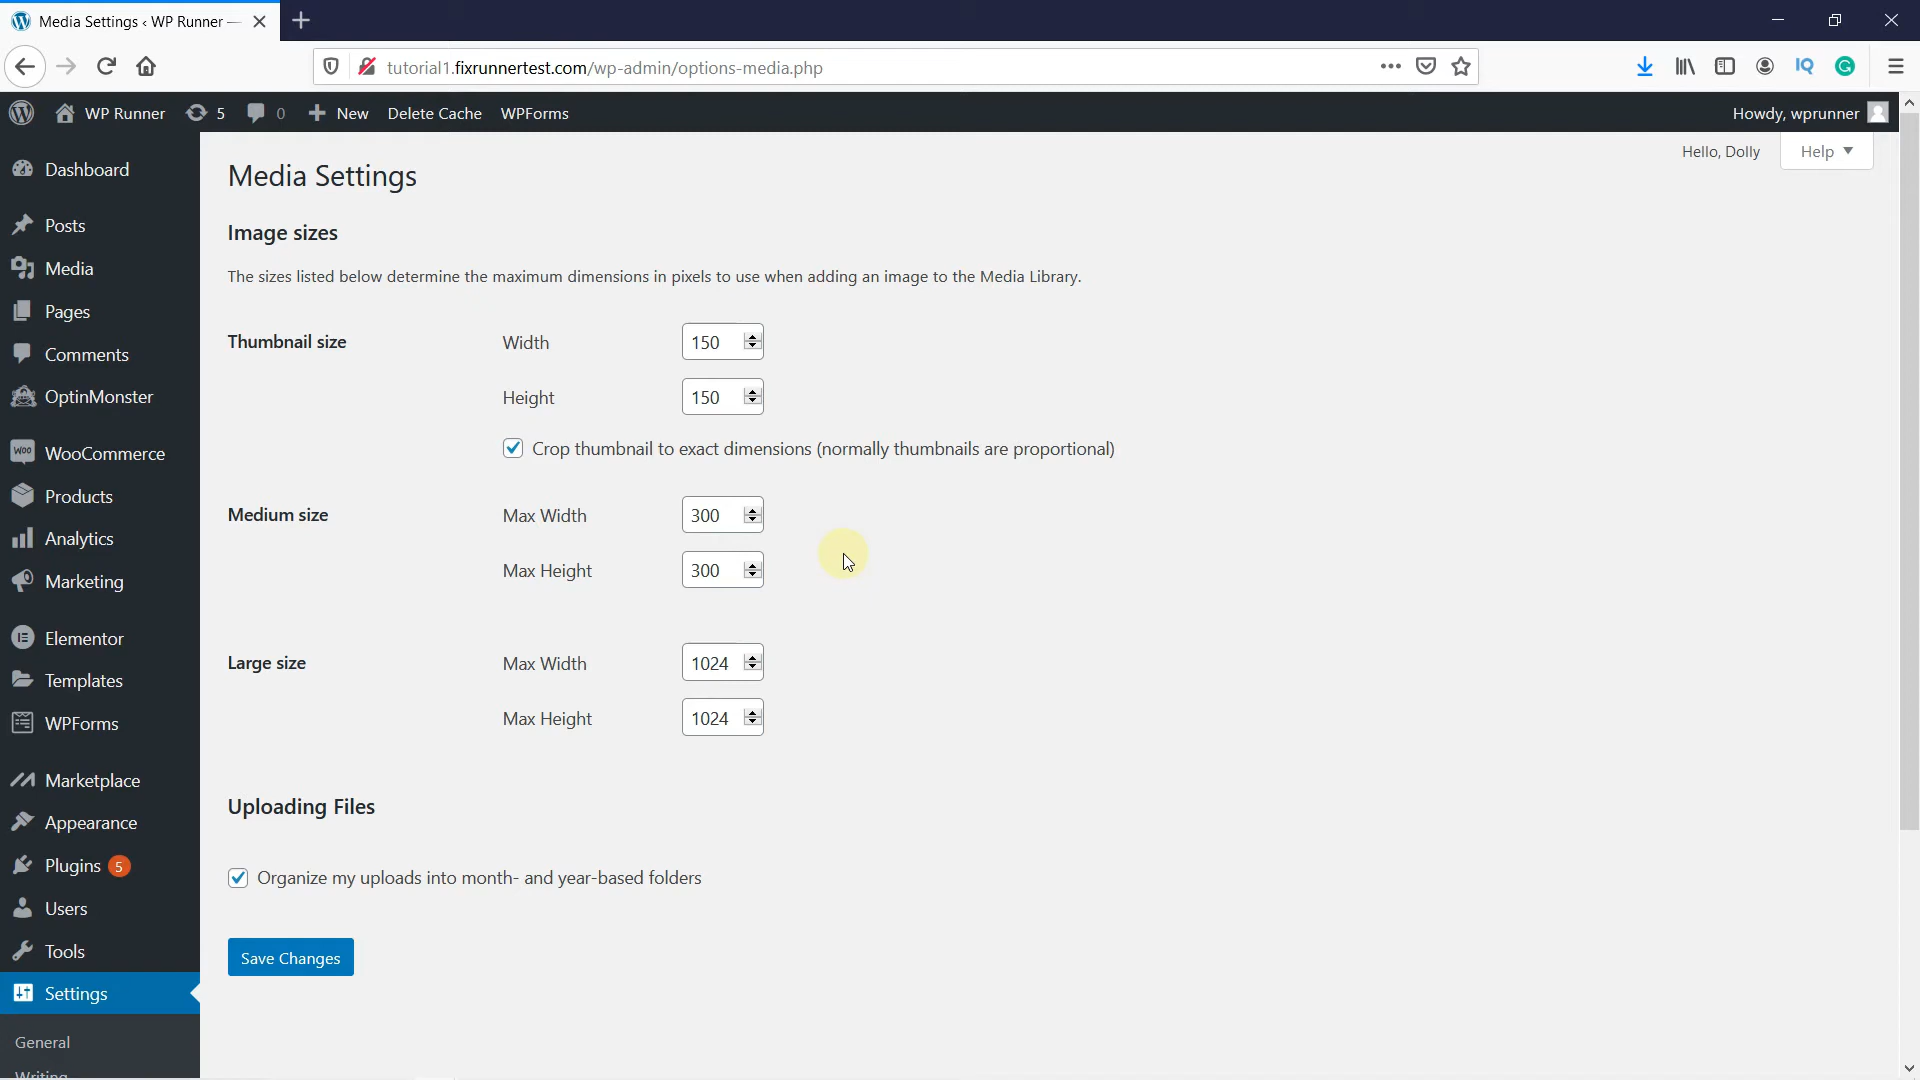 Media Settings ‹ WP Runner —
tutorial1.fixrunnertest.com/wp-admin/options-media.php
IQ
G
WP Runner 5 0 New Delete Cache WPForms Howdy, wprunner
Hello, Dolly Help
Dashboard
Posts
Media
Pages
Comments
OptinMonster
Woo WooCommerce
Products
Analytics
Marketing
Elementor
Templates
WPForms
Marketplace
Appearance
Plugins 5
Users
Tools
Settings
General
Writing
Media Settings
Image sizes
The sizes listed below determine the maximum dimensions in pixels to use when adding an image to the Media Library.
Thumbnail size Width 150
Height 150
Crop thumbnail to exact dimensions (normally thumbnails are proportional)
Medium size Max Width 300
Max Height 300
Large size Max Width 1024
Max Height 1024
Uploading Files
Organize my uploads into month- and year-based folders
Save Changes